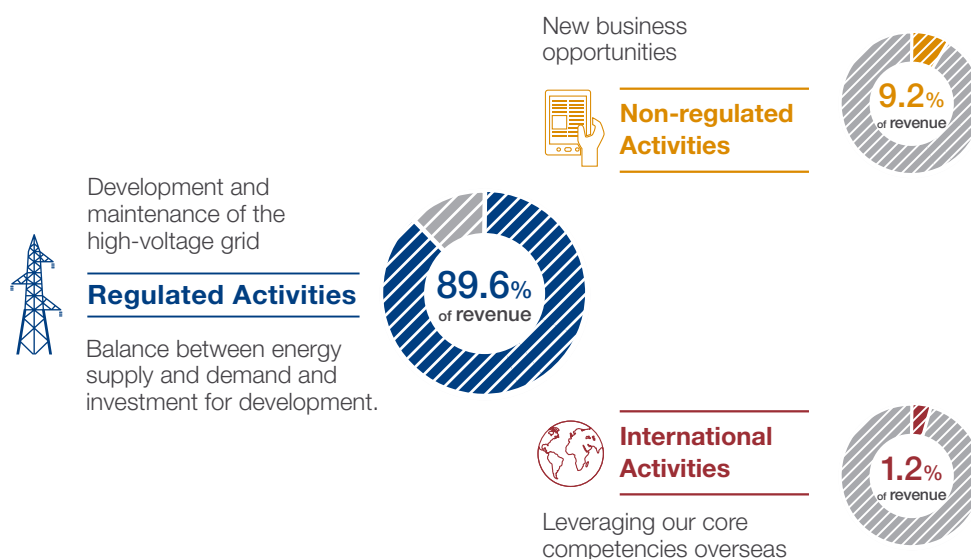 New business
opportunities
Non-regulated
Activities
9.2%
of revenue
Development and
maintenance of the
high-voltage grid
Regulated Activities
Balance between energy
supply and demand and
investment for development.
89.6%
of revenue
International
Activities
Leveraging our core
competencies overseas
1.2%
of revenue